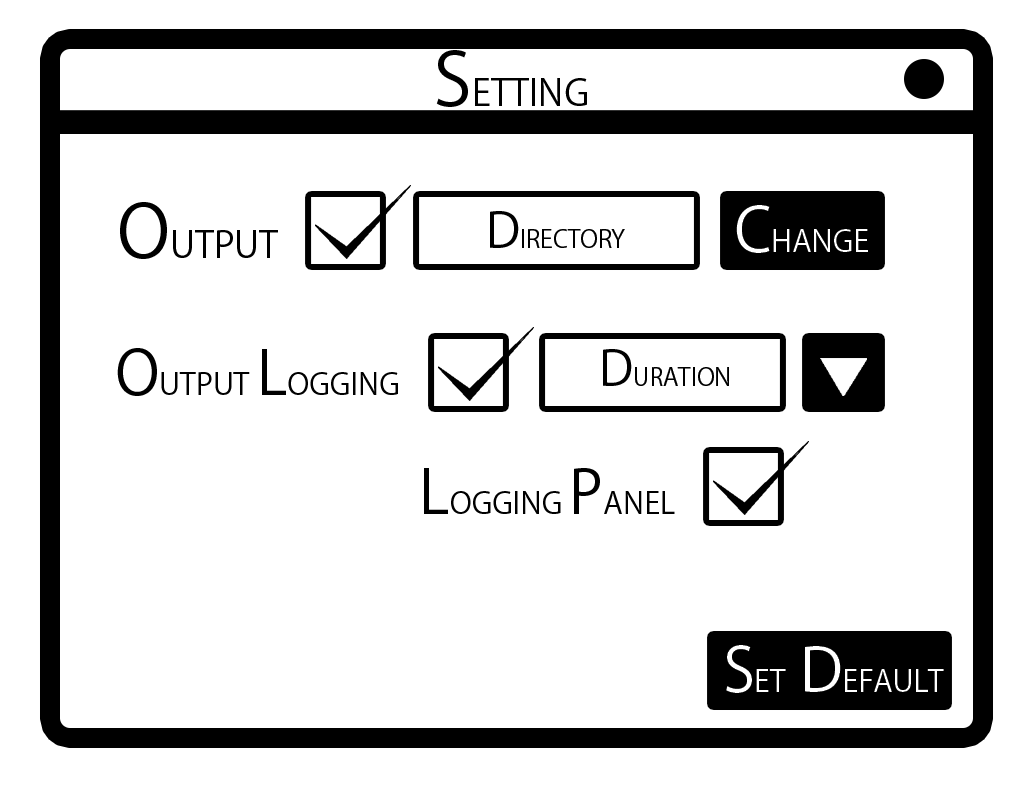 Setting
Output Directory Change
Output Logging Duration
Logging Panel
Set Default